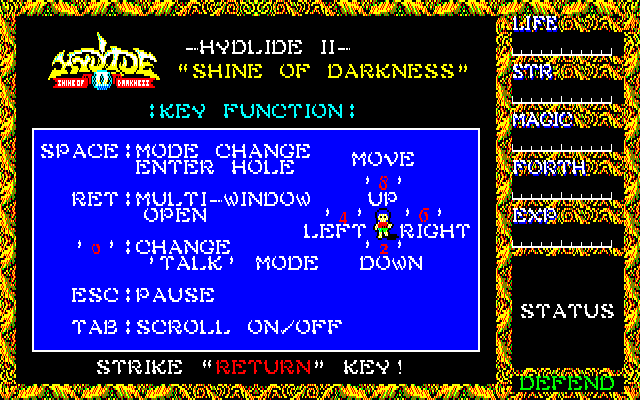 HYDLIDE
SHINE OF DARKNESS
-HYDLIDE II-
"SHINE OF DARKNESS"
!KEY FUNCTION!
SPACE:MODE CHANGE
ENTER HOLE
RET:MULTI-WINDOW
OPEN
'0':CHANGE
'TALK' MODE
ESC:PAUSE
TAB:SCROLL ON/OFF
MOVE
'8'
UP
'4' '6'
LEFT RIGHT
'2'
DOWN
STRIKE "RETURN" KEY!
LIFE
STR
MAGIC
FORTH
EXP
STATUS
DEFEND